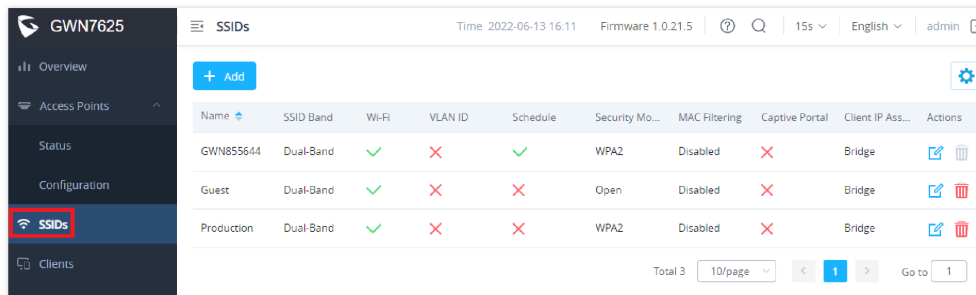 GWN7625
SSIDs
Time 2022-06-13 16:11
Firmware 1.0.21.5
15s
English
admin
Overview
Access Points
Status
Configuration
SSIDs
Clients
+ Add
Name SSID Band Wi-Fi VLAN ID Schedule Security Mo... MAC Filtering Captive Portal Client IP Ass... Actions
GWN855644 Dual-Band WPA2 Disabled Bridge
Guest Dual-Band Open Disabled Bridge
Production Dual-Band WPA2 Disabled Bridge
Total 3 10/page < 1 > Go to 1